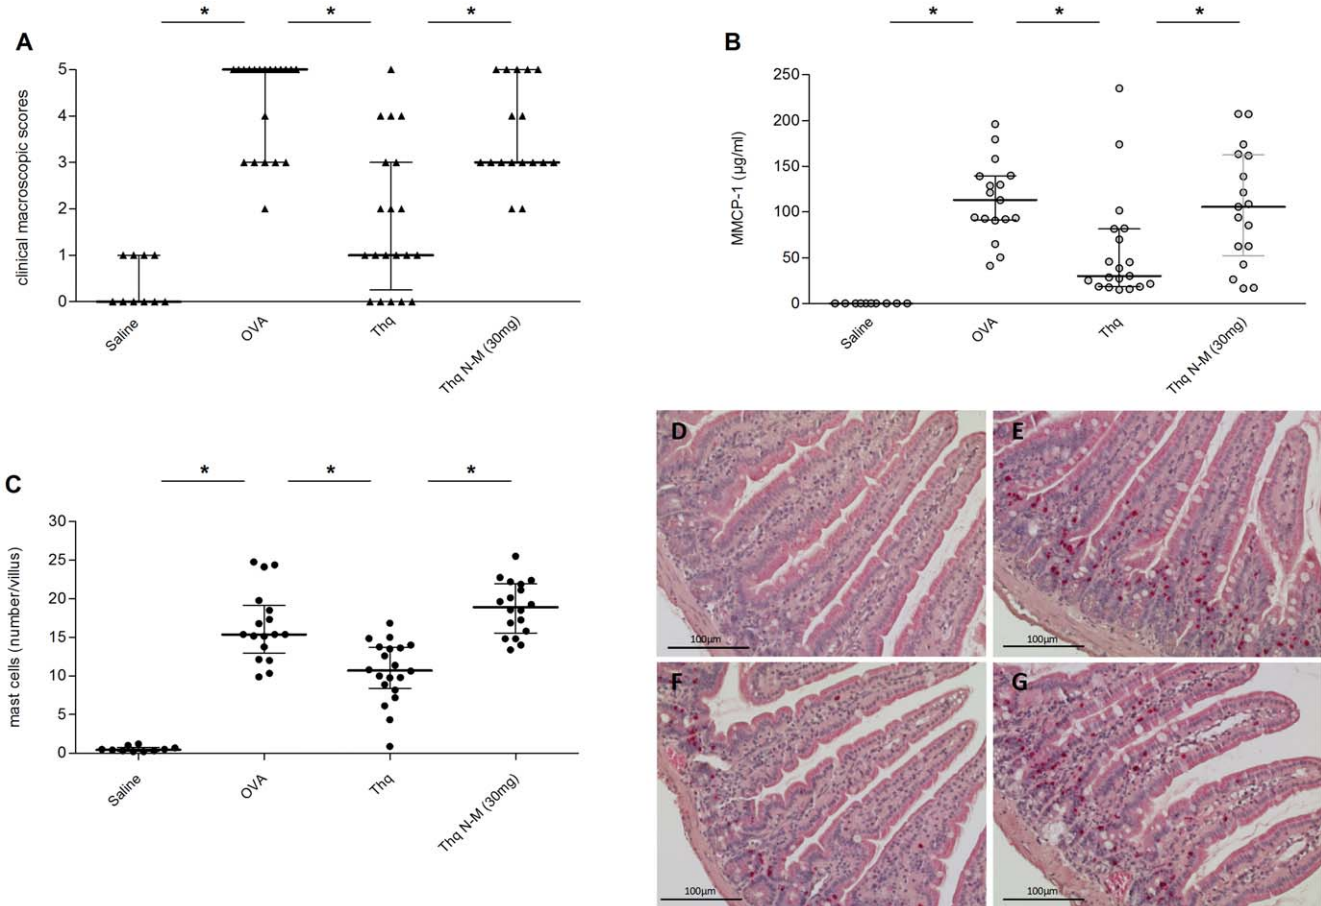 * * *
A
clinical macroscopic scores
5
4
3
2
1
0
Saline
OVA
Thq
Thq N-M (30mg)
* * *
B
MMCP-1 (µg/ml)
250
200
150
100
50
0
Saline
OVA
Thq
Thq N-M (30mg)
* * *
C
mast cells (number/villus)
30
25
20
15
10
5
0
Saline
OVA
Thq
Thq N-M (30mg)
D
100µm
E
100µm
F
100µm
G
100µm